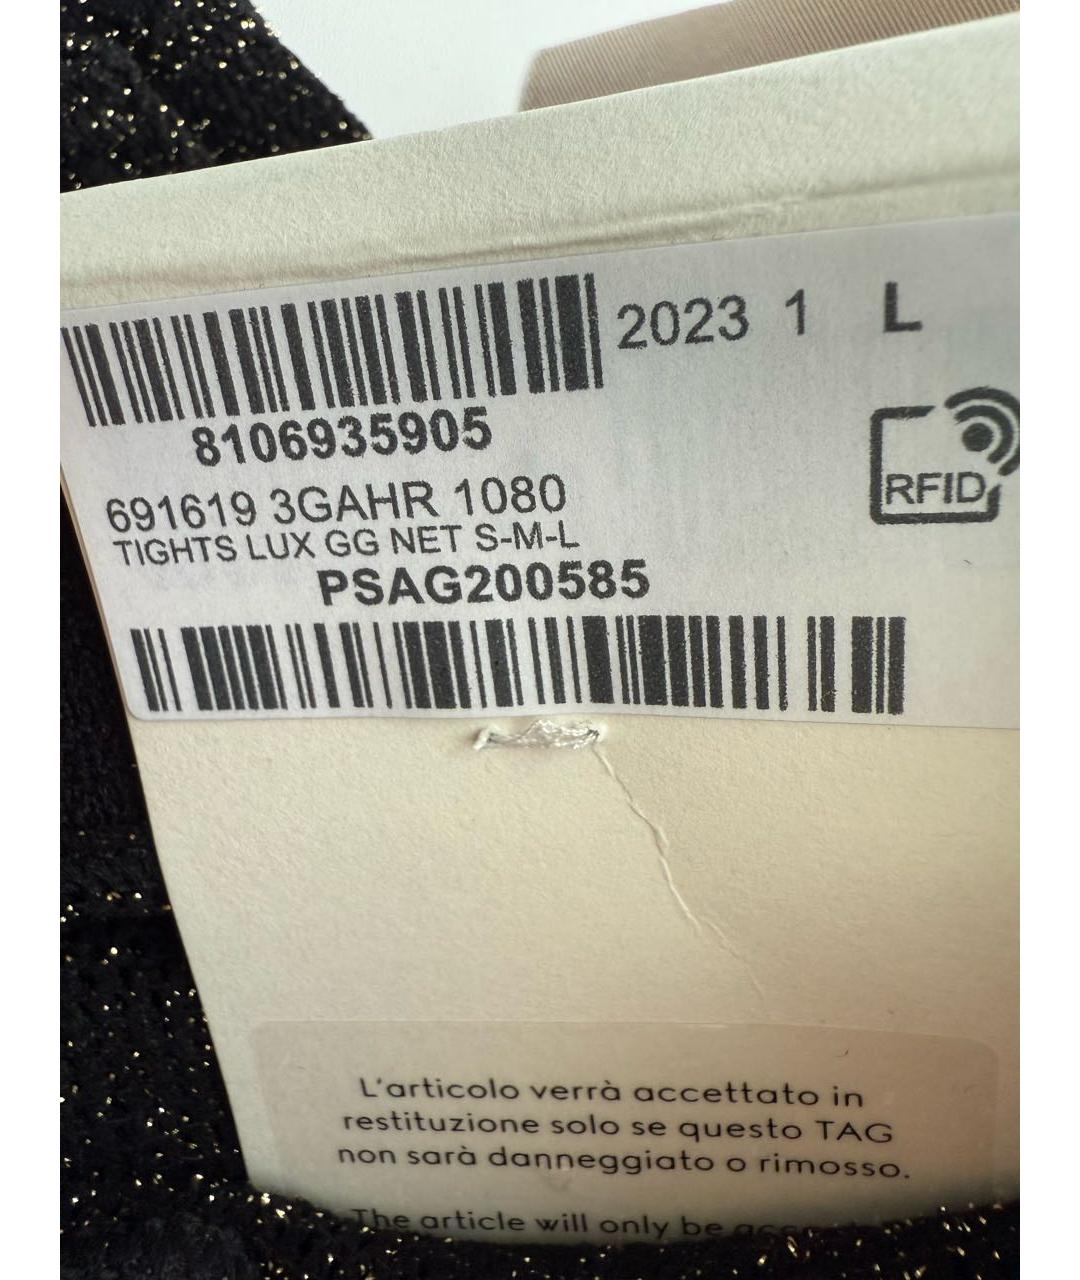 2023 1 L
8106935905
RFID
691619 3GAHR 1080
TIGHTS LUX GG NET S-M-L
PSAG200585
L'articolo verrà accettato in
restituzione solo se questo TAG
non sarà danneggiato o rimosso.
The article will only be